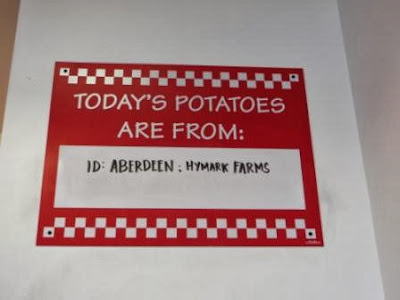 TODAY'S POTATOES
ARE FROM:
ID: ABERDEEN; HYMARK FARMS